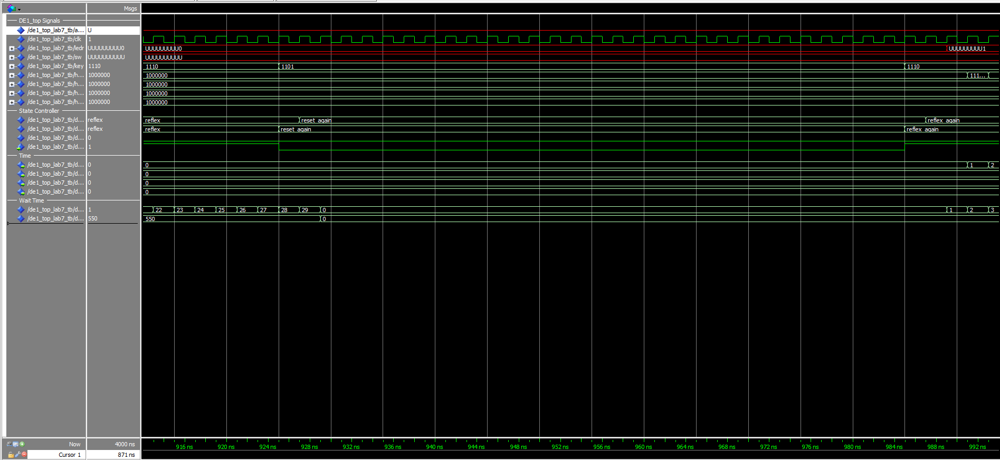 Msgs
DE1_top Signals
/de1_top_lab7_tb/a... U
/de1_top_lab7_tb/clk 1
/de1_top_lab7_tb/ledr UUUUUUUUU0 UUUUUUUUU0 UUUUUUUUU1
/de1_top_lab7_tb/sw UUUUUUUUUU UUUUUUUUUU
/de1_top_lab7_tb/key 1110 1110 1101 1110
/de1_top_lab7_tb/h... 1000000 1000000 111...
/de1_top_lab7_tb/h... 1000000 1000000
/de1_top_lab7_tb/h... 1000000 1000000
/de1_top_lab7_tb/h... 1000000 1000000
State Controller
/de1_top_lab7_tb/d... reflex reflex reset_again reflex_again
/de1_top_lab7_tb/d... reflex reflex reset_again reflex_again
/de1_top_lab7_tb/d... 0
/de1_top_lab7_tb/d... 1
Time
/de1_top_lab7_tb/d... 0 0 1 2
/de1_top_lab7_tb/d... 0 0
/de1_top_lab7_tb/d... 0 0
/de1_top_lab7_tb/d... 0 0
Wait Time
/de1_top_lab7_tb/d... 1 22 23 24 25 26 27 28 29 0 1 2 3
/de1_top_lab7_tb/d... 550 550 0
Now 4000 ns
916 ns 920 ns 924 ns 928 ns 932 ns 936 ns 940 ns 944 ns 948 ns 952 ns 956 ns 960 ns 964 ns 968 ns 972 ns 976 ns 980 ns 984 ns 988 ns 992 ns
Cursor 1 871 ns